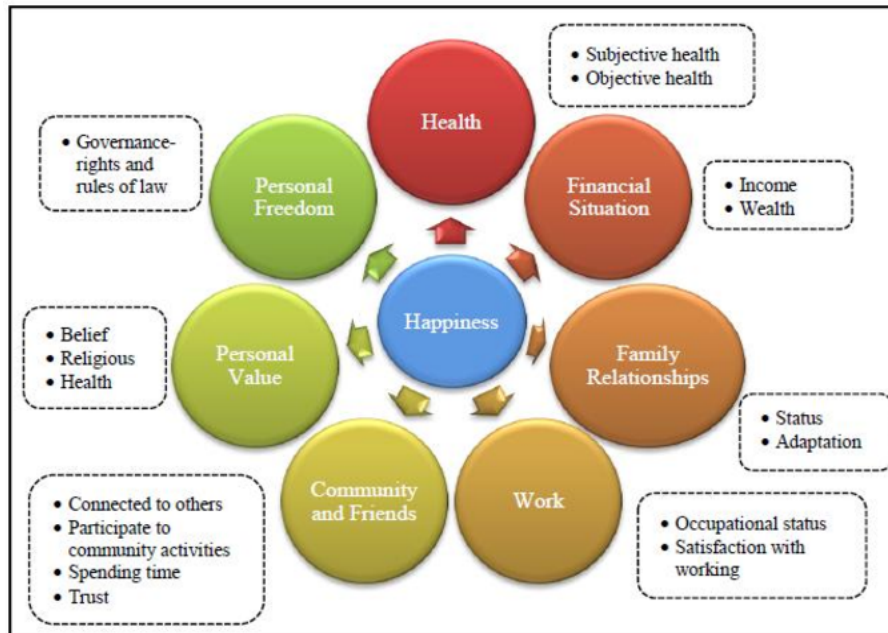 Health
• Subjective health
• Objective health
Financial
Situation
• Income
• Wealth
Family
Relationships
• Status
• Adaptation
Work
• Occupational status
• Satisfaction with
working
Community
and Friends
• Connected to others
• Participate to
community activities
• Spending time
• Trust
Personal
Value
• Belief
• Religious
• Health
Personal
Freedom
• Governance-
rights and
rules of law
Happiness